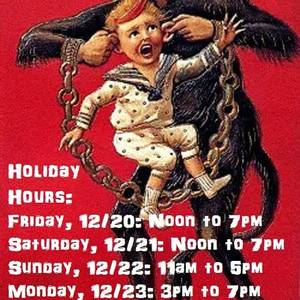 Holiday
Hours:
Friday, 12/20: Noon to 7pm
Saturday, 12/21: Noon to 7pm
Sunday, 12/22: 11am to 5pm
Monday, 12/23: 3pm to 7pm